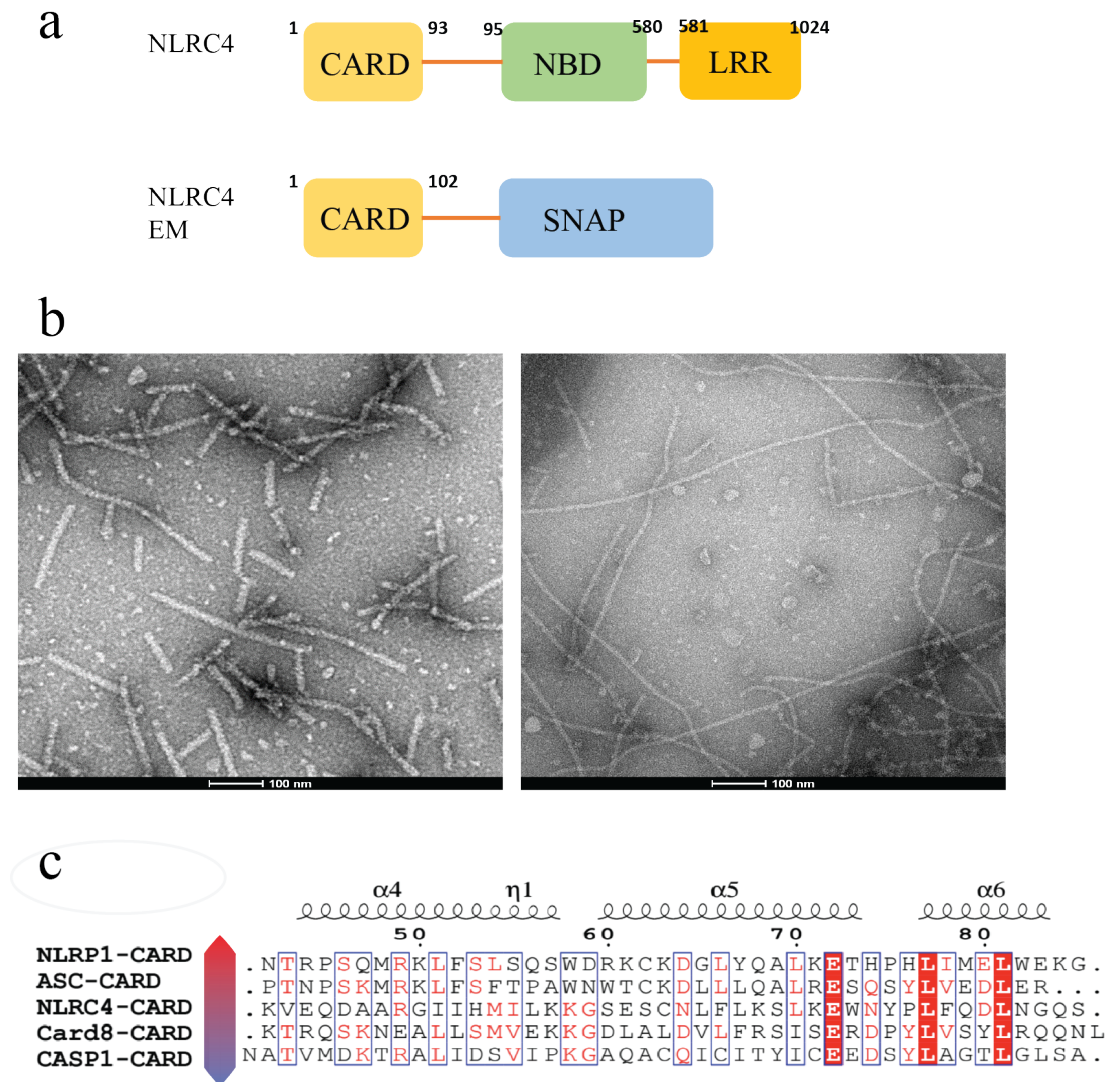 a
NLRC4
1 93 95 580 581 1024
CARD NBD LRR
NLRC4
EM
1 102
CARD SNAP
b
100 nm 100 nm
c
α4 η1 α5 α6
50 60 70 80
NLRP1-CARD .NTRPSQMRKLFSLSQSWDRKCKDGLYQALKETHPHLIMELWEKG.
ASC-CARD .PTNPSKMRKLFSFTPAWNWTCKDLLLQALRESQSYLVEDLER...
NLRC4-CARD .KVEQDAARGIIHMILKKGSESCNLFLKSLKEWNYPLFQDLNGQS.
Card8-CARD .KTRQSKNEALLSMVEKKGDLALDVLFRSISERDPYLVSYLRQQNL
CASP1-CARD NATVMDKTRALIDSVIPKGAQACQICITYICEEDSYLAGTLGLSA.